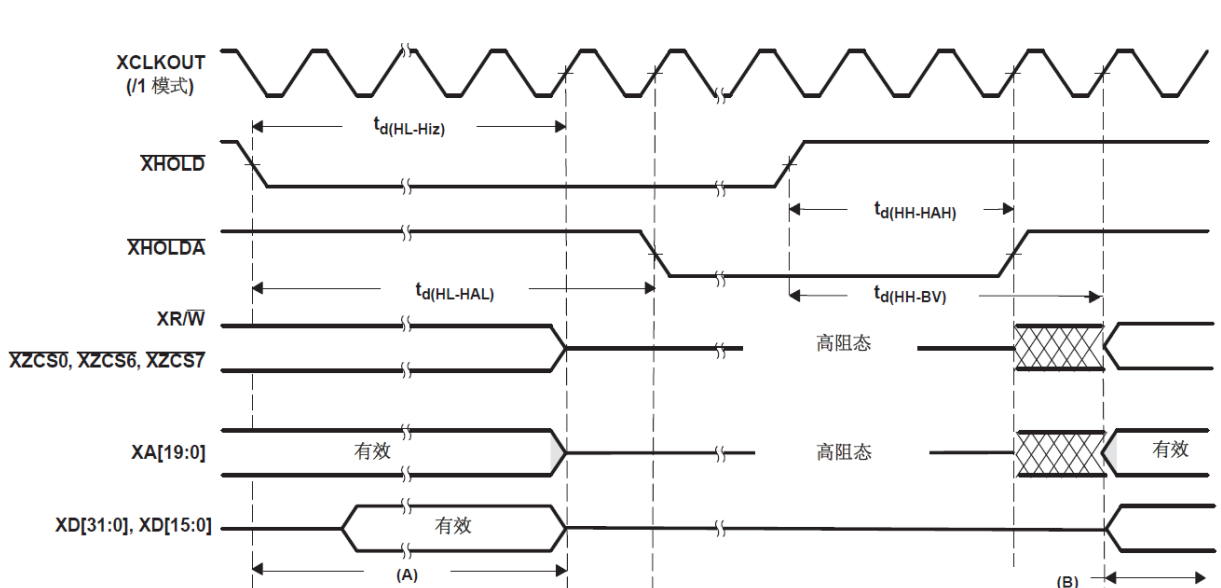 XCLKOUT
(/1 模式)
td(HL-Hiz)
XHOLD
td(HH-HAH)
XHOLDA
td(HL-HAL)
td(HH-BV)
XR/W
XZCS0, XZCS6, XZCS7
高阻态
XA[19:0]
有效
高阻态
有效
XD[31:0], XD[15:0]
有效
(A)
(B)